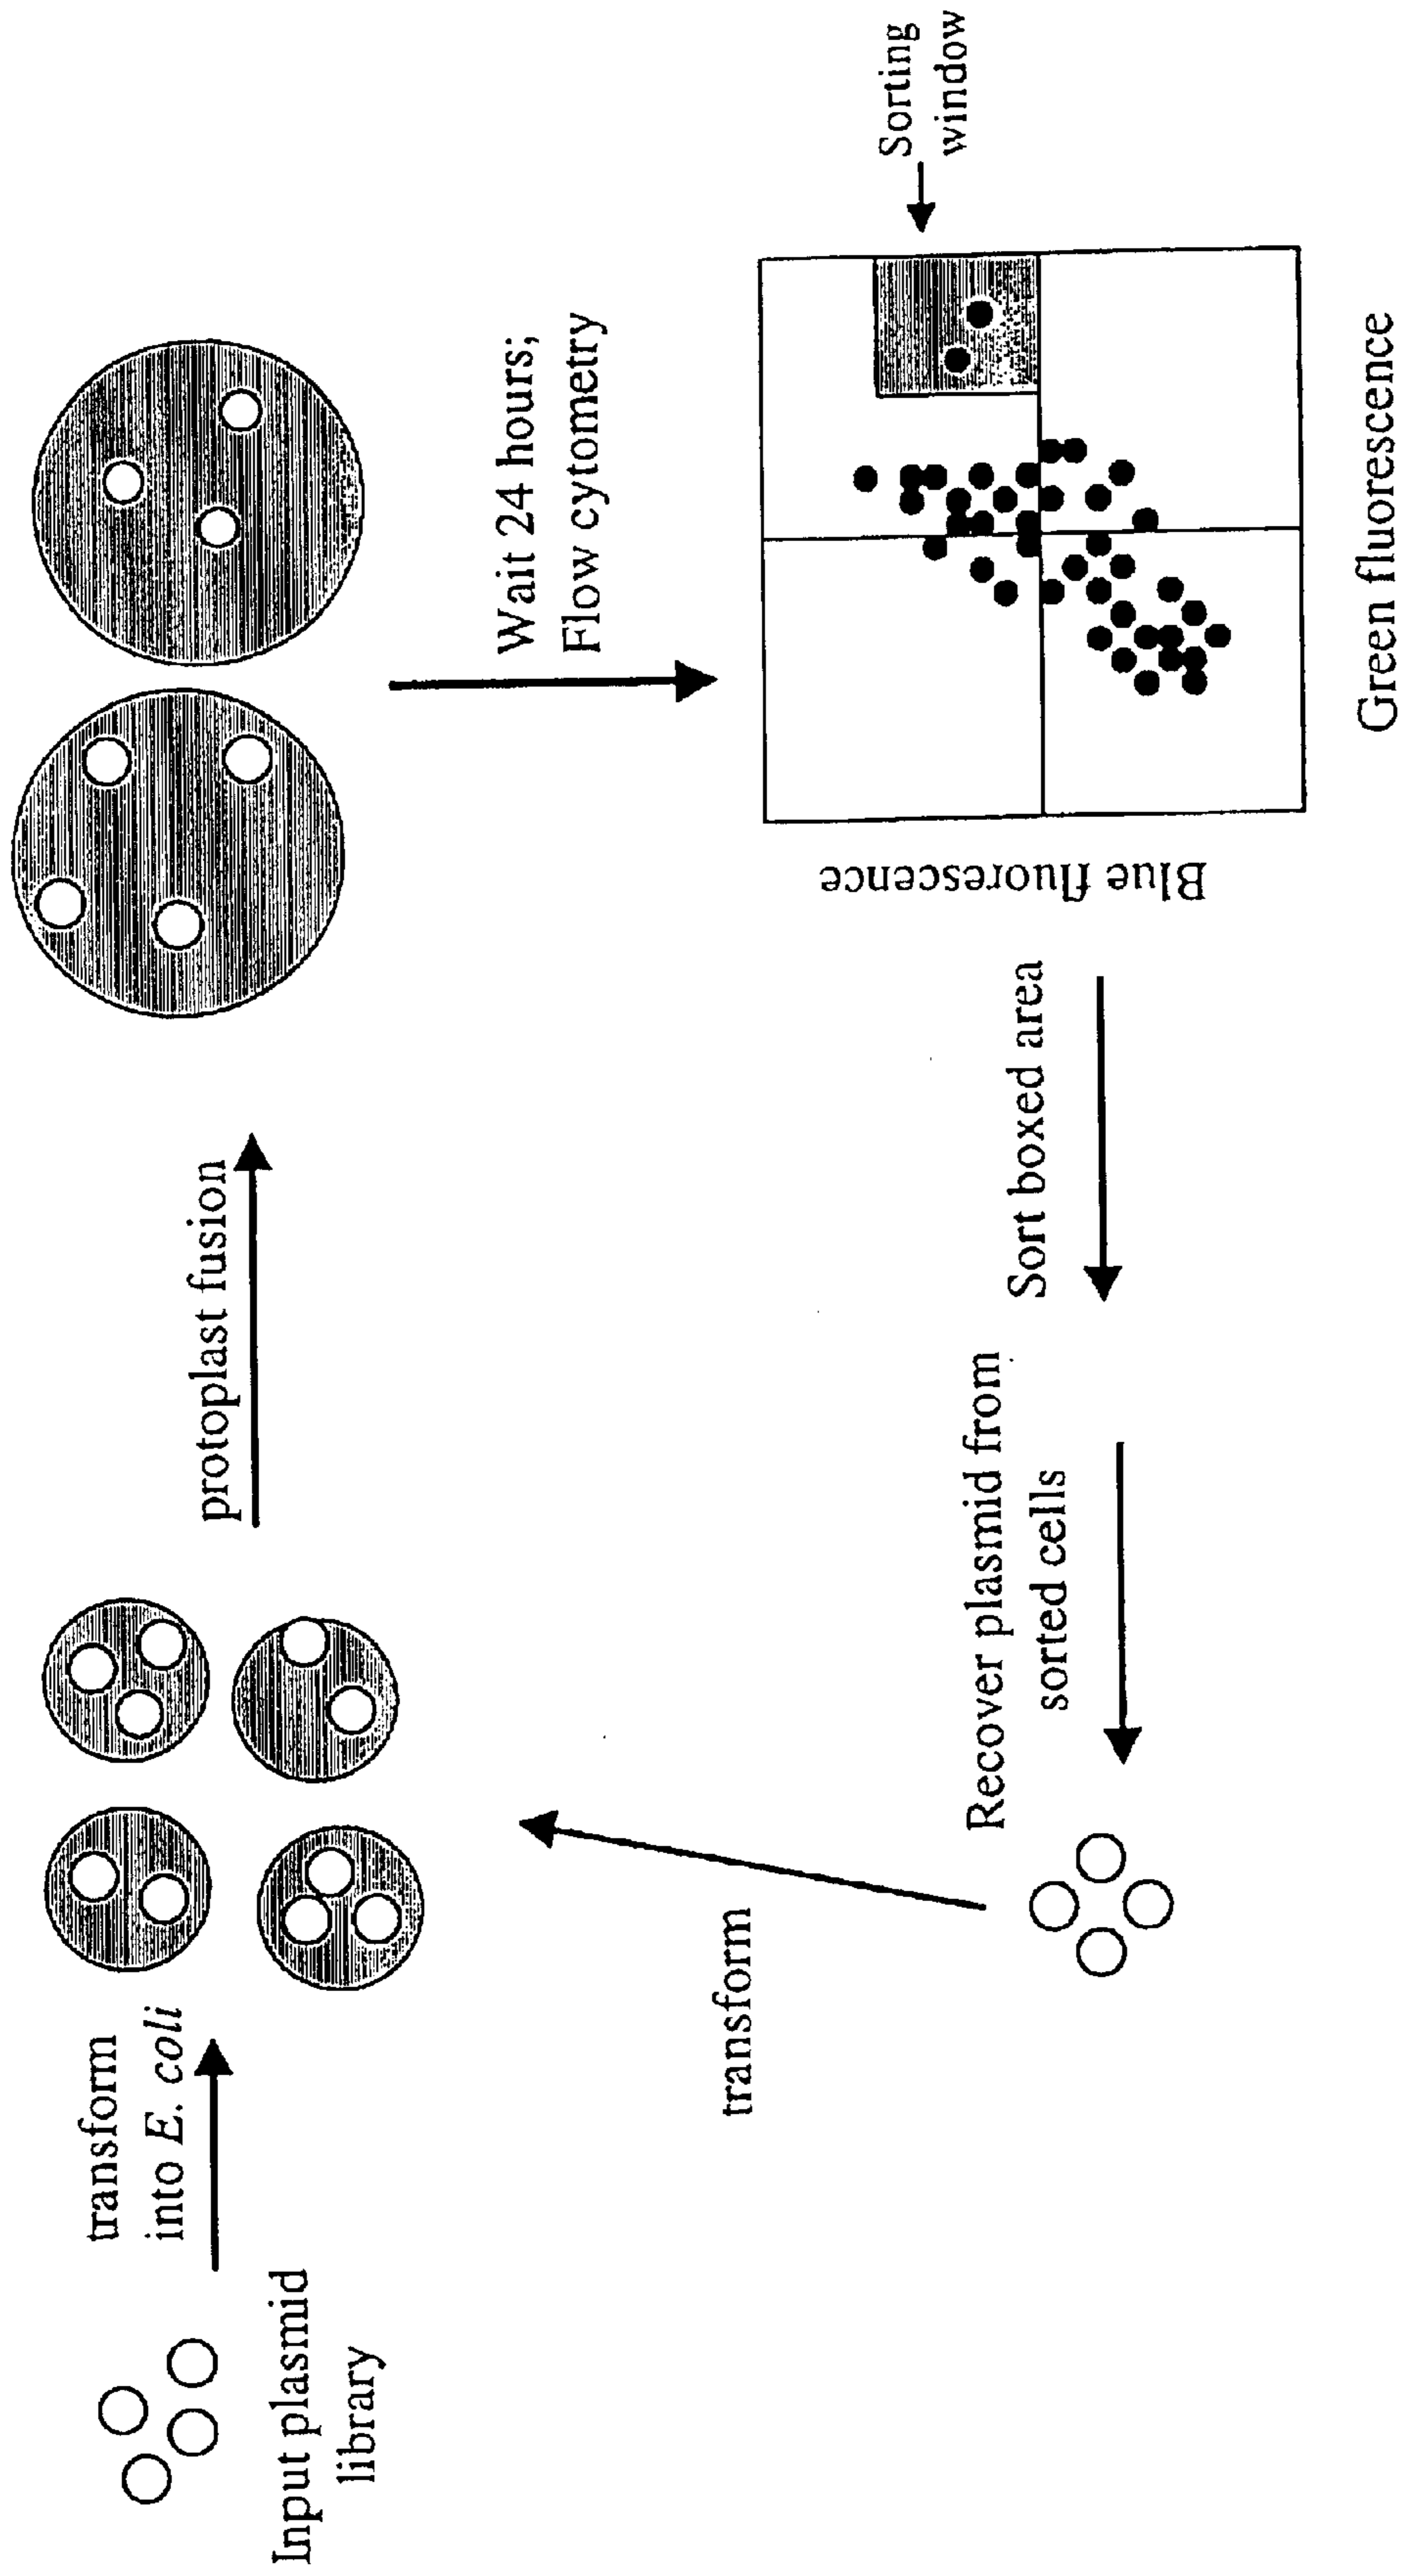 transform
into E. coli
Input plasmid
library
protoplast fusion
Wait 24 hours;
Flow cytometry
Sorting
window
Blue fluorescence
Green fluorescence
Sort boxed area
Recover plasmid from
sorted cells
transform